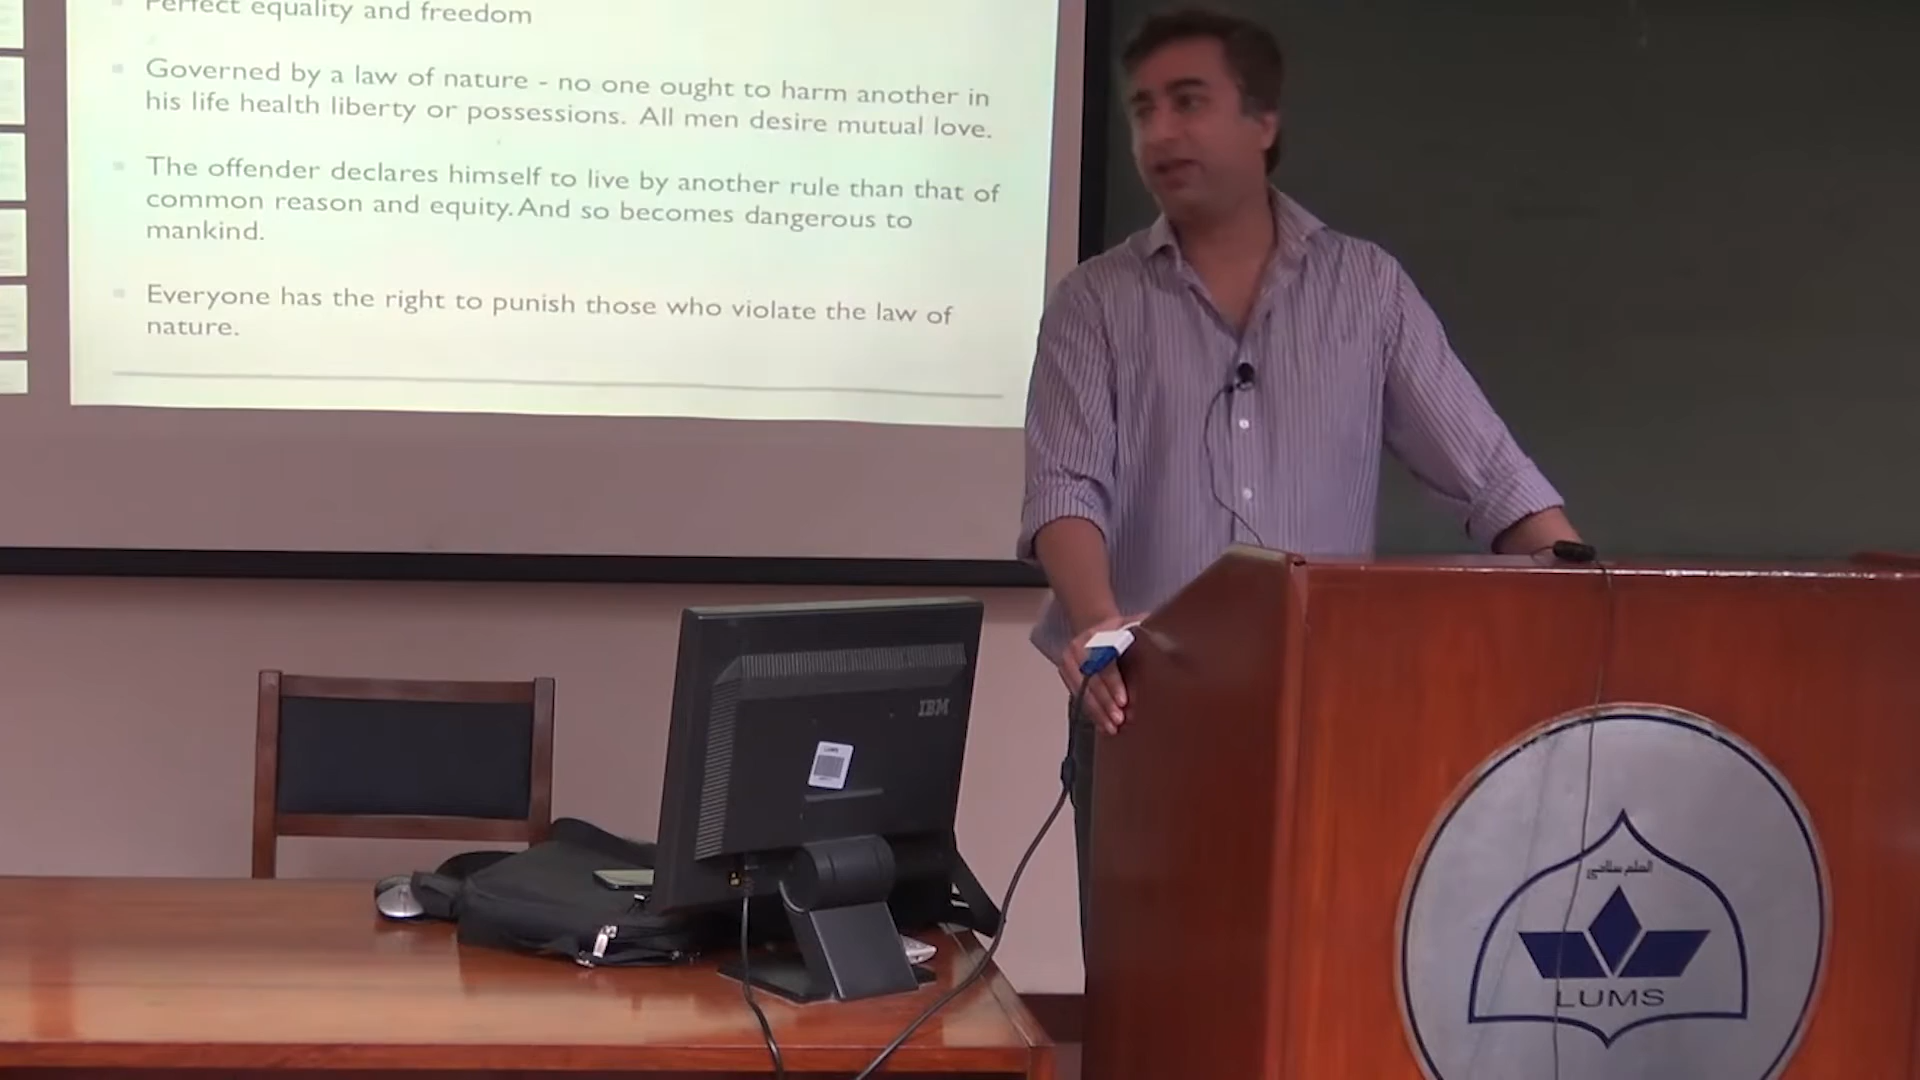 Perfect equality and freedom
Governed by a law of nature - no one ought to harm another in
his life health liberty or possessions. All men desire mutual love.
The offender declares himself to live by another rule than that of
common reason and equity. And so becomes dangerous to
mankind.
Everyone has the right to punish those who violate the law of
nature.
IBM
LUMS